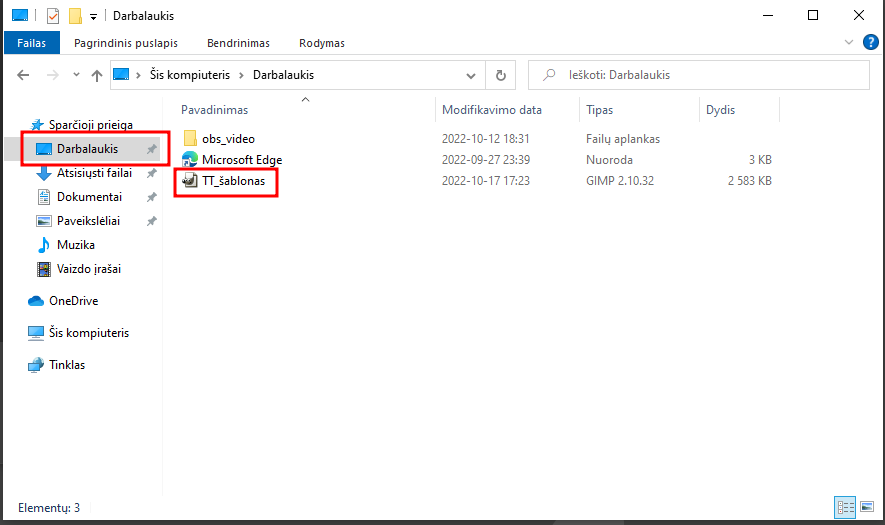 Darbalaukis
Failas Pagrindinis puslapis Bendrinimas Rodymas
Šis kompiuteris Darbalaukis Ieškoti: Darbalaukis
Pavadinimas Modifikavimo data Tipas Dydis
Sparčioji prieiga
Darbalaukis
Atsisiųsti failai
Dokumentai
Paveikslėliai
Muzika
Vaizdo įrašai
OneDrive
Šis kompiuteris
Tinklas
obs_video 2022-10-12 18:31 Failų aplankas
Microsoft Edge 2022-09-27 23:39 Nuoroda 3 KB
TT_šablonas 2022-10-17 17:23 GIMP 2.10.32 2 583 KB
Elementų: 3